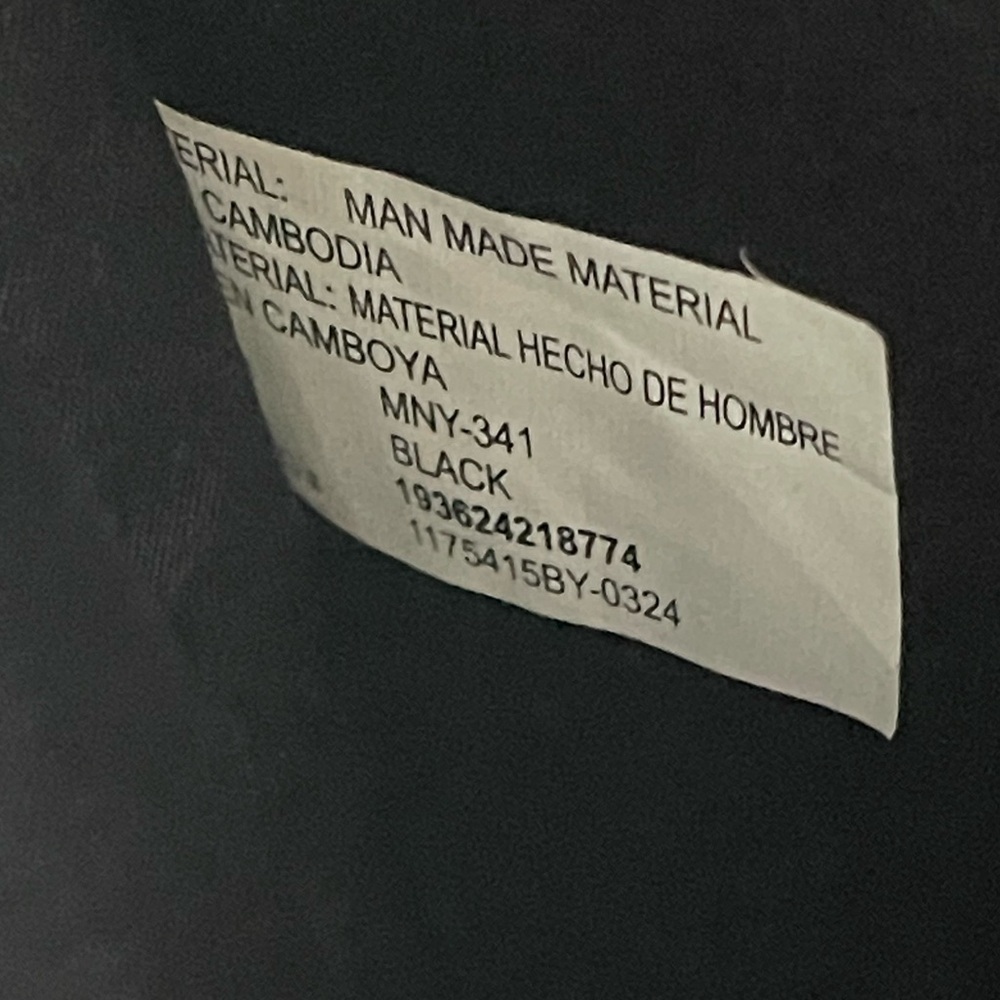 ERIAL: MAN MADE MATERIAL
CAMBODIA
TERIAL: MATERIAL HECHO DE HOMBRE
EN CAMBOYA
MNY-341
BLACK
193624218774
1175415BY-0324